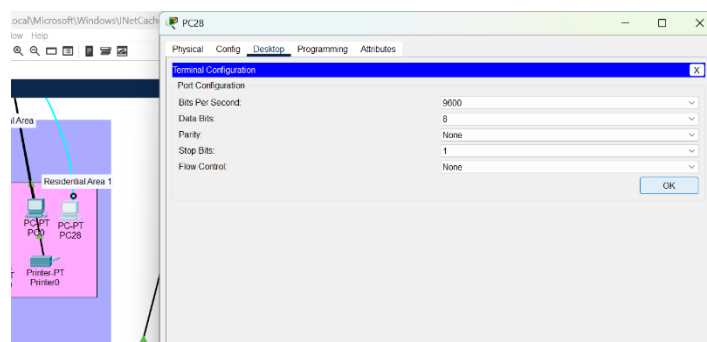 .ocal\Microsoft\Windows\INetCach
low Help
PC28
Physical Config Desktop Programming Attributes
Terminal Configuration X
Port Configuration
Bits Per Second: 9600
Data Bits: 8
Parity: None
Stop Bits: 1
Flow Control: None
OK
l Area
Residential Area 1
PC-PT
PC0
PC-PT
PC28
Printer-PT
Printer0